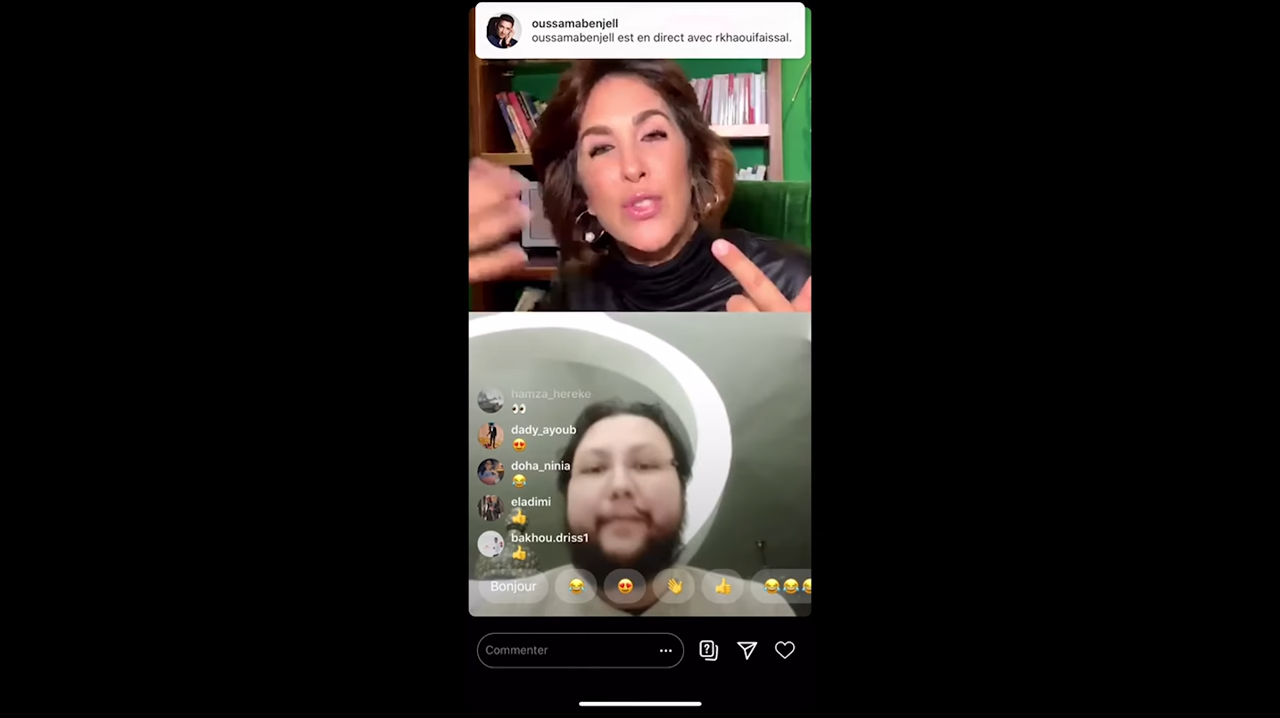 oussamabenjell
oussamabenjell est en direct avec rkhaouifaissal.
hamza_hereke
👀
dady_ayoub
😍
doha_ninia
😂
eladimi
👍
bakhou.driss1
👍
Bonjour 😂 😍 👋 👍 😂😂😂
Commenter